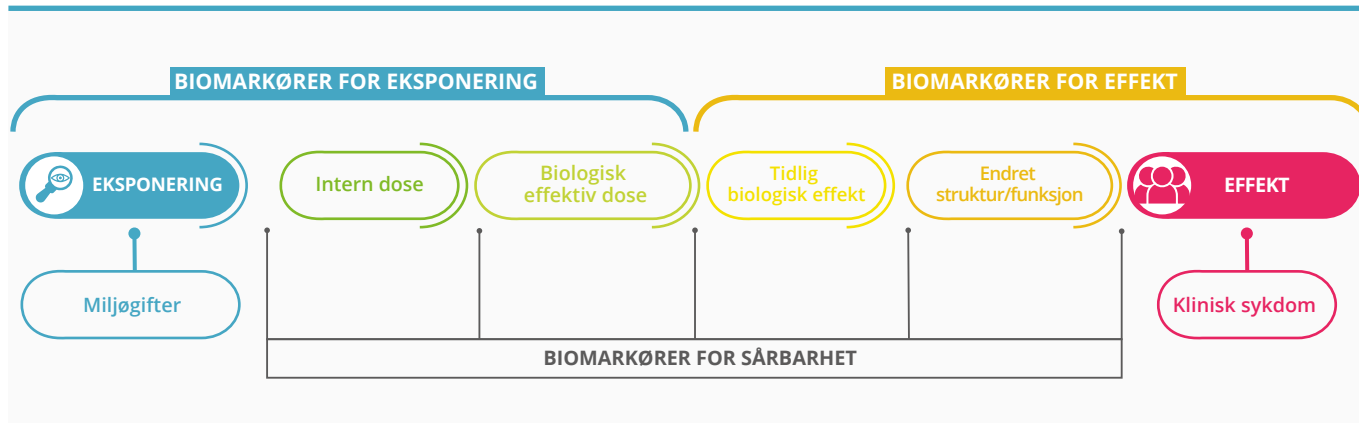 BIOMARKØRER FOR EKSPONERING
BIOMARKØRER FOR EFFEKT
EKSPONERING
Intern dose
Biologisk
effektiv dose
Tidlig
biologisk effekt
Endret
struktur/funksjon
EFFEKT
Miljøgifter
Klinisk sykdom
BIOMARKØRER FOR SÅRBARHET